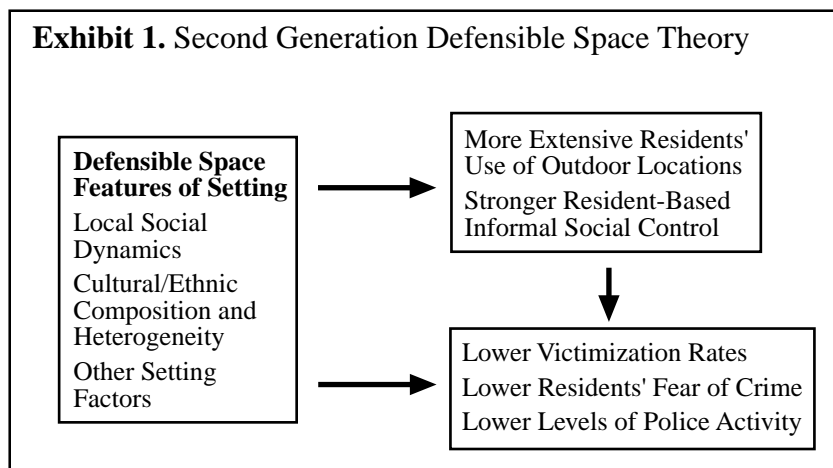 Exhibit 1. Second Generation Defensible Space Theory
Defensible Space
Features of Setting
Local Social
Dynamics
Cultural/Ethnic
Composition and
Heterogeneity
Other Setting
Factors
More Extensive Residents'
Use of Outdoor Locations
Stronger Resident-Based
Informal Social Control
Lower Victimization Rates
Lower Residents' Fear of Crime
Lower Levels of Police Activity